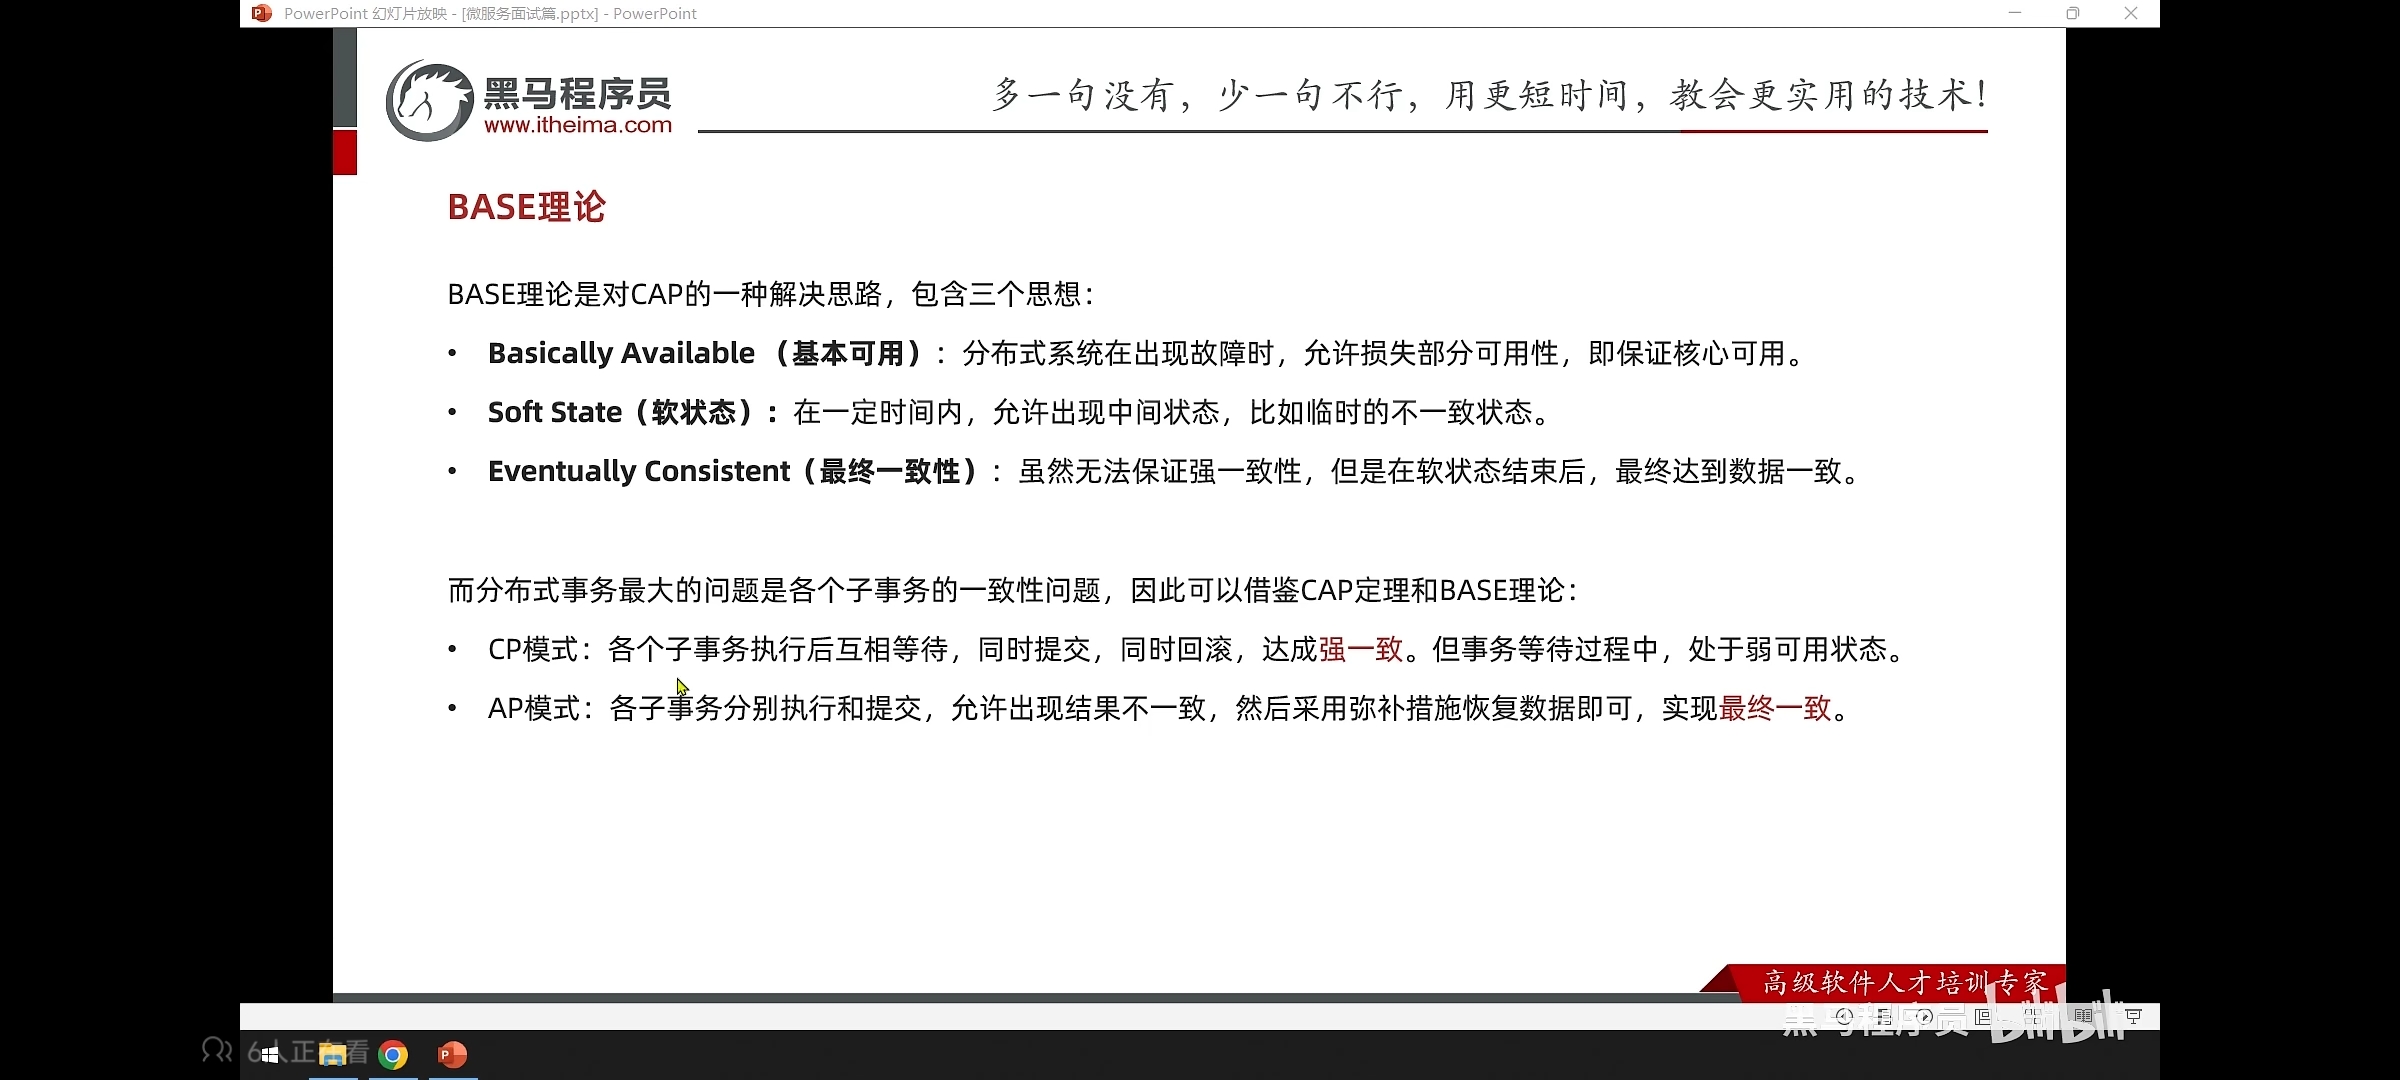 PowerPoint 幻灯片放映 - [微服务面试篇.pptx] - PowerPoint
黑马程序员
www.itheima.com
多一句没有，少一句不行，用更短时间，教会更实用的技术！
BASE理论
BASE理论是对CAP的一种解决思路，包含三个思想：
• Basically Available （基本可用）：分布式系统在出现故障时，允许损失部分可用性，即保证核心可用。
• Soft State（软状态）：在一定时间内，允许出现中间状态，比如临时的不一致状态。
• Eventually Consistent（最终一致性）：虽然无法保证强一致性，但是在软状态结束后，最终达到数据一致。
而分布式事务最大的问题是各个子事务的一致性问题，因此可以借鉴CAP定理和BASE理论：
• CP模式：各个子事务执行后互相等待，同时提交，同时回滚，达成强一致。但事务等待过程中，处于弱可用状态。
• AP模式：各子事务分别执行和提交，允许出现结果不一致，然后采用弥补措施恢复数据即可，实现最终一致。
高级软件人才培训专家
黑马程序员 bilibili
6人正在看